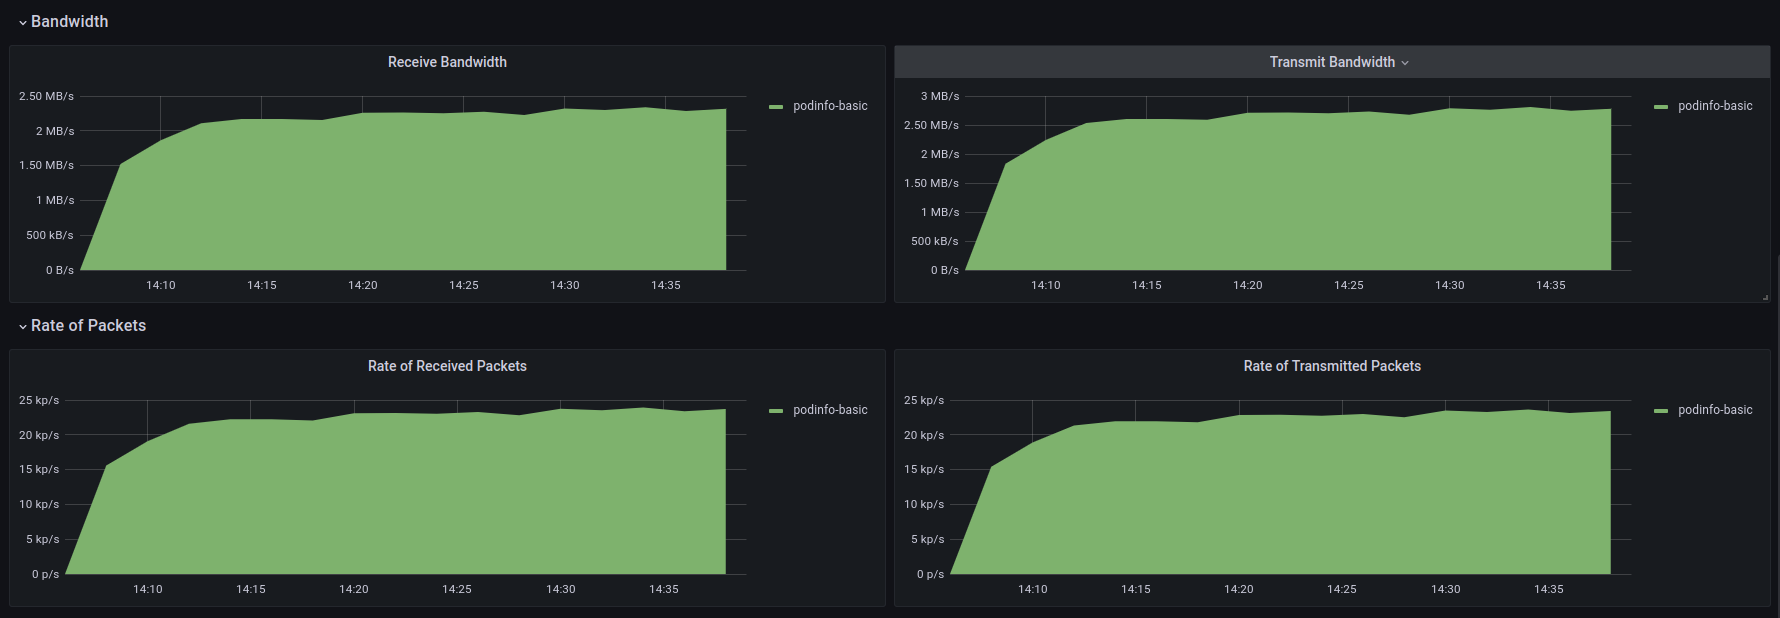 Bandwidth
Receive Bandwidth
2.50 MB/s
2 MB/s
1.50 MB/s
1 MB/s
500 kB/s
0 B/s
14:10 14:15 14:20 14:25 14:30 14:35
podinfo-basic
Transmit Bandwidth
3 MB/s
2.50 MB/s
2 MB/s
1.50 MB/s
1 MB/s
500 kB/s
0 B/s
14:10 14:15 14:20 14:25 14:30 14:35
podinfo-basic
Rate of Packets
Rate of Received Packets
25 kp/s
20 kp/s
15 kp/s
10 kp/s
5 kp/s
0 p/s
14:10 14:15 14:20 14:25 14:30 14:35
podinfo-basic
Rate of Transmitted Packets
25 kp/s
20 kp/s
15 kp/s
10 kp/s
5 kp/s
0 p/s
14:10 14:15 14:20 14:25 14:30 14:35
podinfo-basic